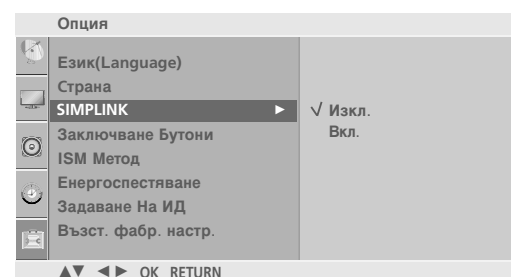 Опция
Език(Language)
Страна
SIMPLINK ►
√ Изкл.
Вкл.
Заключване Бутони
ISM Метод
Енергоспестяване
Задаване На ИД
Възст. фабр. настр.
▲▼ ◄► OK RETURN